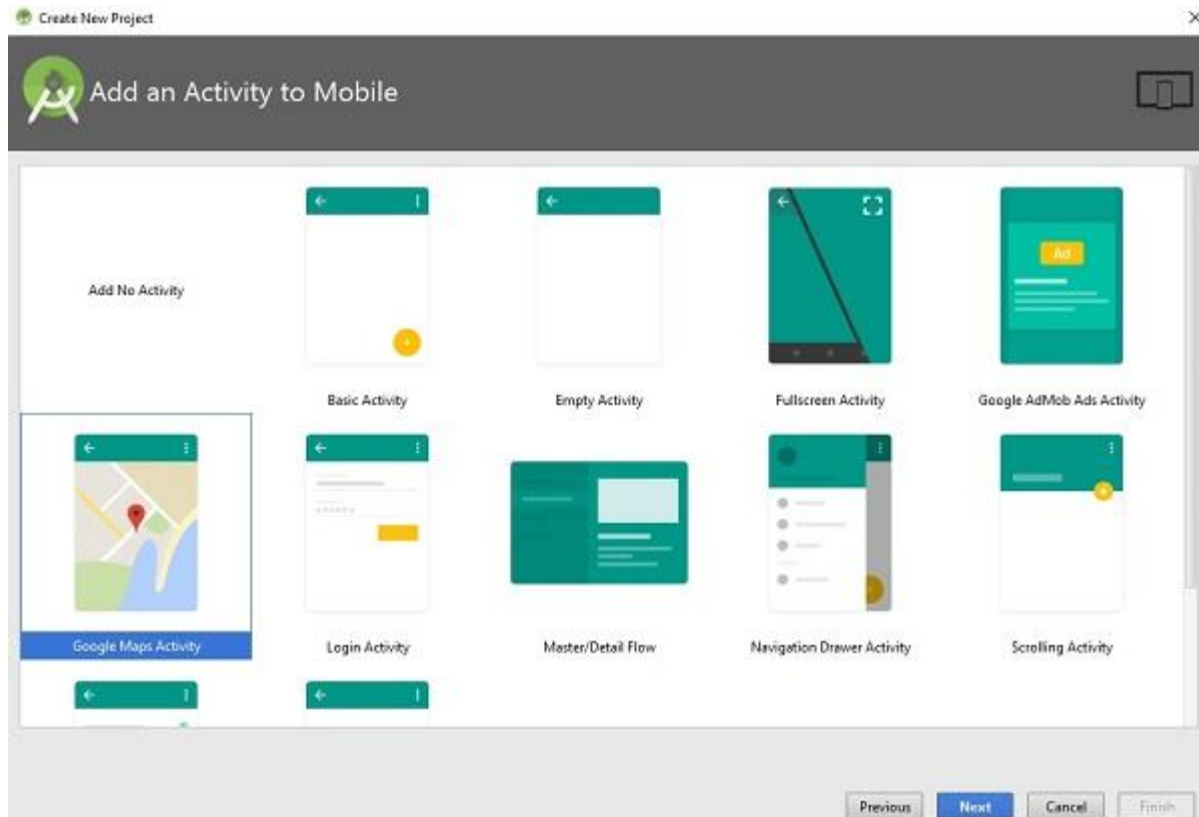 Create New Project
Add an Activity to Mobile
Add No Activity
Basic Activity
Empty Activity
Fullscreen Activity
Ad
Google AdMob Ads Activity
Google Maps Activity
Login Activity
Master/Detail Flow
Navigation Drawer Activity
Scrolling Activity
Previous
Next
Cancel
Finish